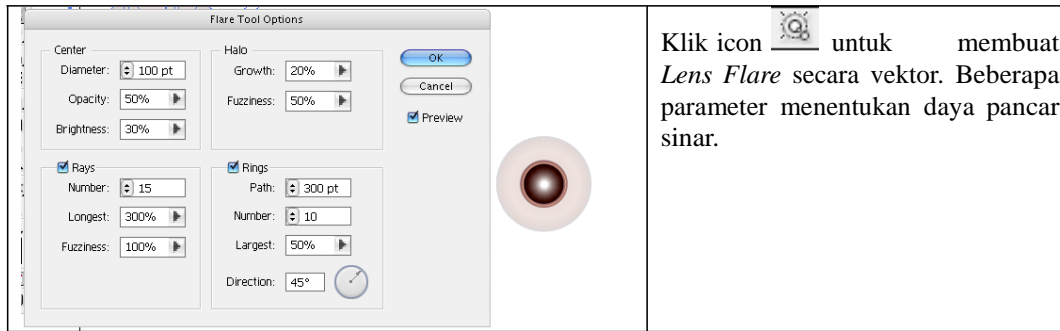 Flare Tool Options
Center
Diameter: 100 pt
Opacity: 50%
Brightness: 30%
Halo
Growth: 20%
Fuzziness: 50%
OK
Cancel
Preview
Rays
Number: 15
Longest: 300%
Fuzziness: 100%
Rings
Path: 300 pt
Number: 10
Largest: 50%
Direction: 45°
Klik icon untuk membuat
Lens Flare secara vektor. Beberapa
parameter menentukan daya pancar
sinar.